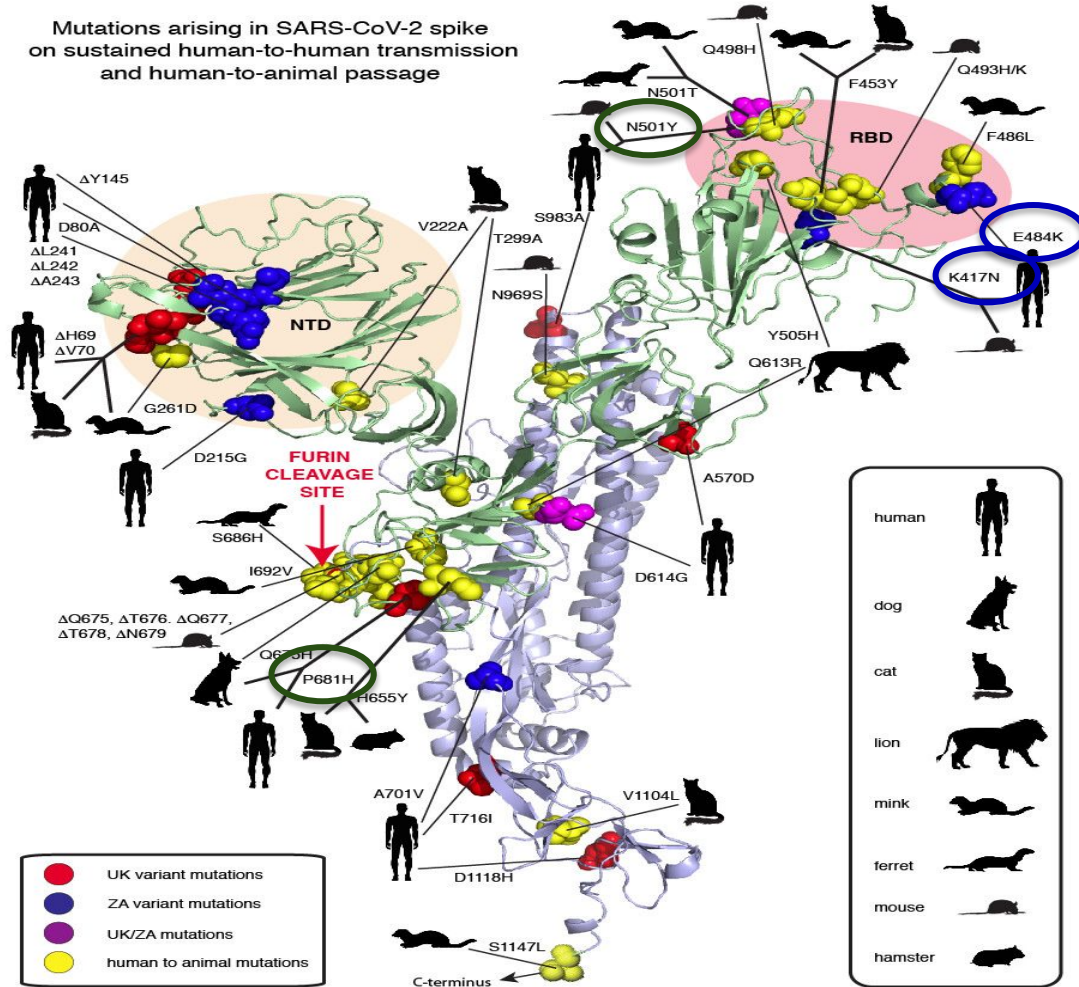 Mutations arising in SARS-CoV-2 spike
on sustained human-to-human transmission
and human-to-animal passage
Q498H
Q493H/K
N501T
F453Y
N501Y
RBD
F486L
ΔY145
D80A
ΔL241
ΔL242
ΔA243
V222A
T299A
S983A
E484K
K417N
NTD
N969S
ΔH69
ΔV70
Y505H
Q613R
G261D
D215G
A570D
FURIN
CLEAVAGE
SITE
S686H
I692V
D614G
ΔQ675, ΔT676. ΔQ677,
ΔT678, ΔN679
Q675H
P681H
H655Y
A701V
T716I
V1104L
D1118H
S1147L
C-terminus
UK variant mutations
ZA variant mutations
UK/ZA mutations
human to animal mutations
human
dog
cat
lion
mink
ferret
mouse
hamster